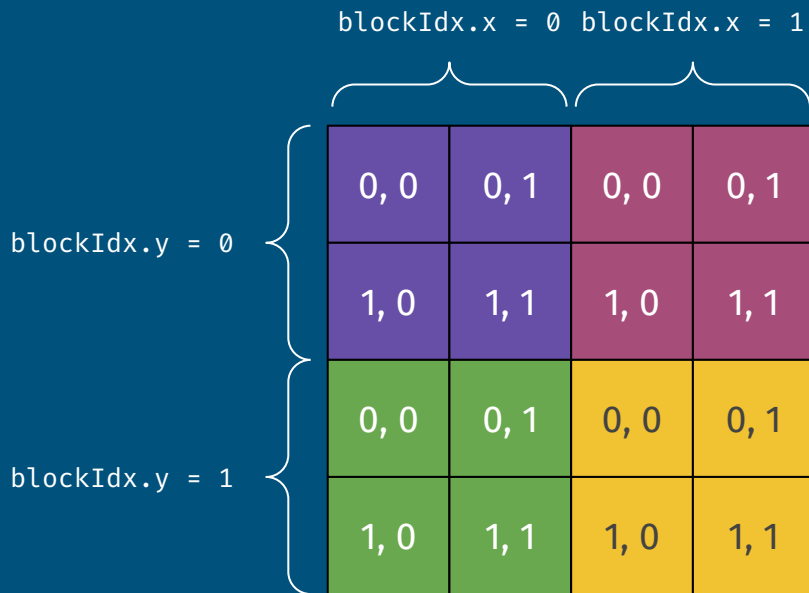 blockIdx.x = 0 blockIdx.x = 1
0, 0 0, 1 0, 0 0, 1
blockIdx.y = 0
1, 0 1, 1 1, 0 1, 1
0, 0 0, 1 0, 0 0, 1
blockIdx.y = 1
1, 0 1, 1 1, 0 1, 1